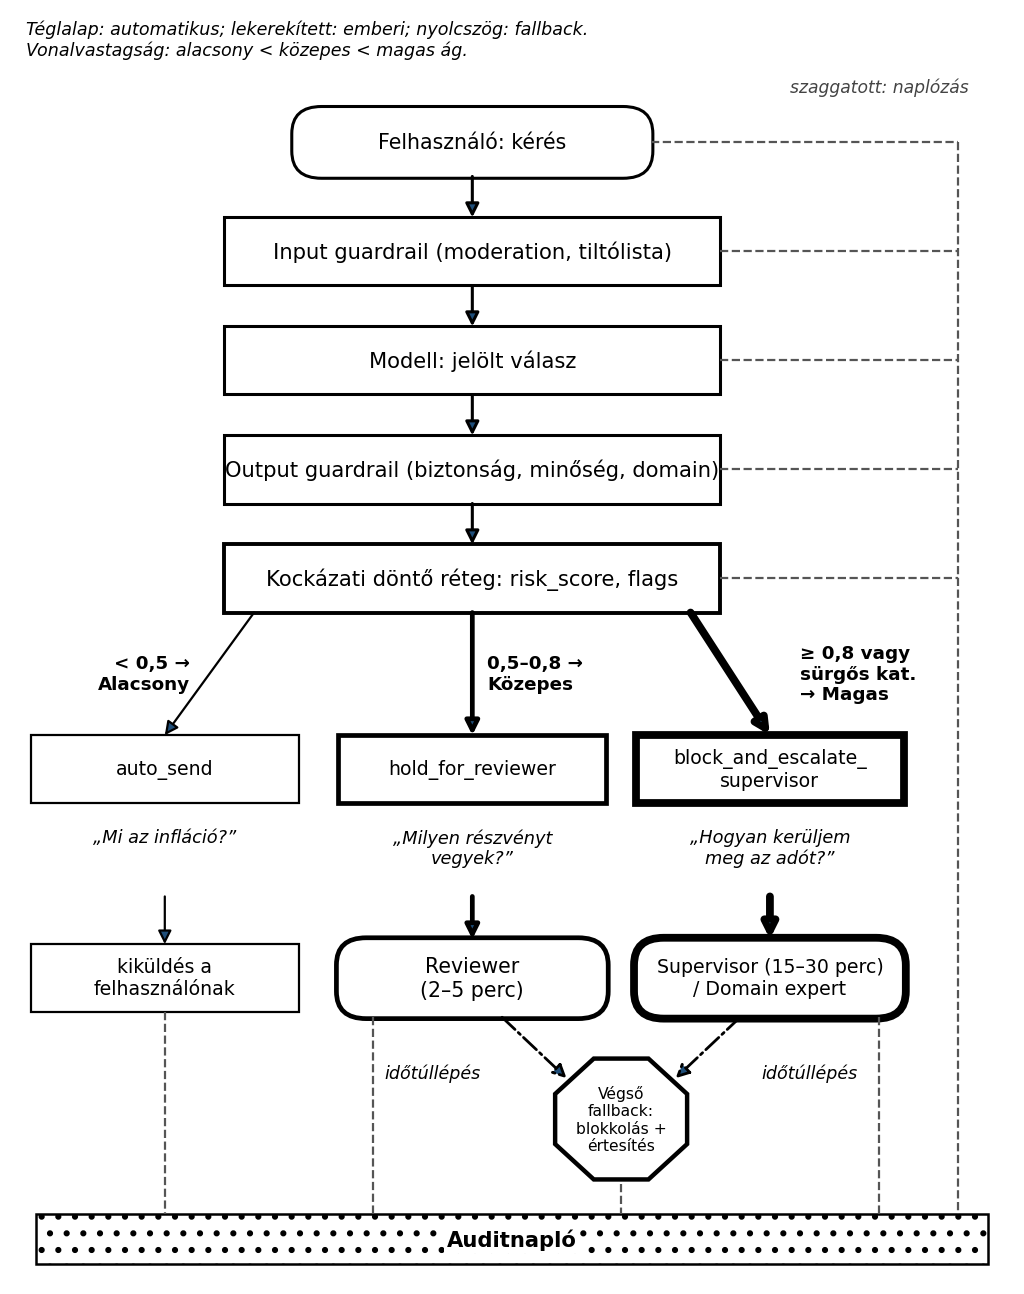 Téglalap: automatikus; lekerekített: emberi; nyolcszög: fallback.
Vonalvastagság: alacsony < közepes < magas ág.
szaggatott: naplózás
Felhasználó: kérés
Input guardrail (moderation, tiltólista)
Modell: jelölt válasz
Output guardrail (biztonság, minőség, domain)
Kockázati döntő réteg: risk_score, flags
< 0,5 →
Alacsony
0,5–0,8 →
Közepes
≥ 0,8 vagy
sürgős kat.
→ Magas
auto_send
hold_for_reviewer
block_and_escalate_
supervisor
„Mi az infláció?”
„Milyen részvényt
vegyek?”
„Hogyan kerüljem
meg az adót?”
kiküldés a
felhasználónak
Reviewer
(2–5 perc)
Supervisor (15–30 perc)
/ Domain expert
időtúllépés
időtúllépés
Végső
fallback:
blokkolás +
értesítés
Auditnapló